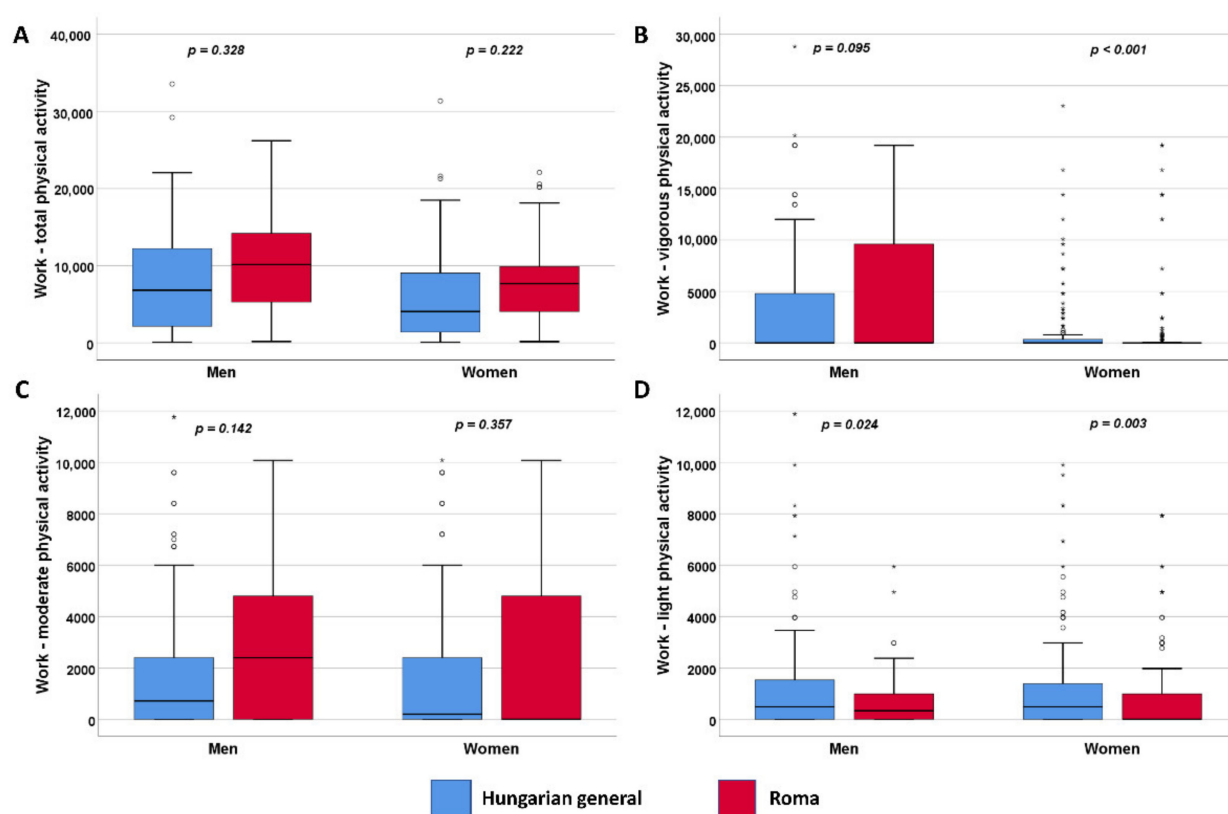 A
Work - total physical activity
40,000
30,000
20,000
10,000
0
p = 0.328
p = 0.222
Men
Women
B
Work - vigorous physical activity
30,000
25,000
20,000
15,000
10,000
5000
0
p = 0.095
p < 0.001
Men
Women
C
Work - moderate physical activity
12,000
10,000
8000
6000
4000
2000
0
p = 0.142
p = 0.357
Men
Women
D
Work - light physical activity
12,000
10,000
8000
6000
4000
2000
0
p = 0.024
p = 0.003
Men
Women
Hungarian general
Roma